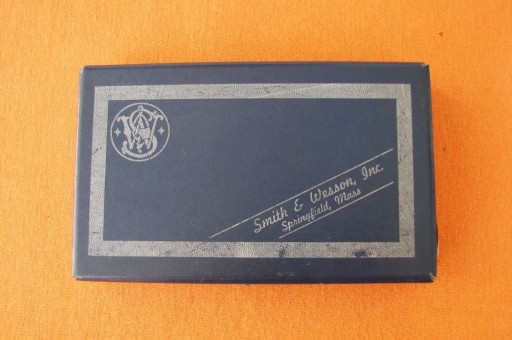 S&W
Smith & Wesson, Inc.
Springfield, Mass